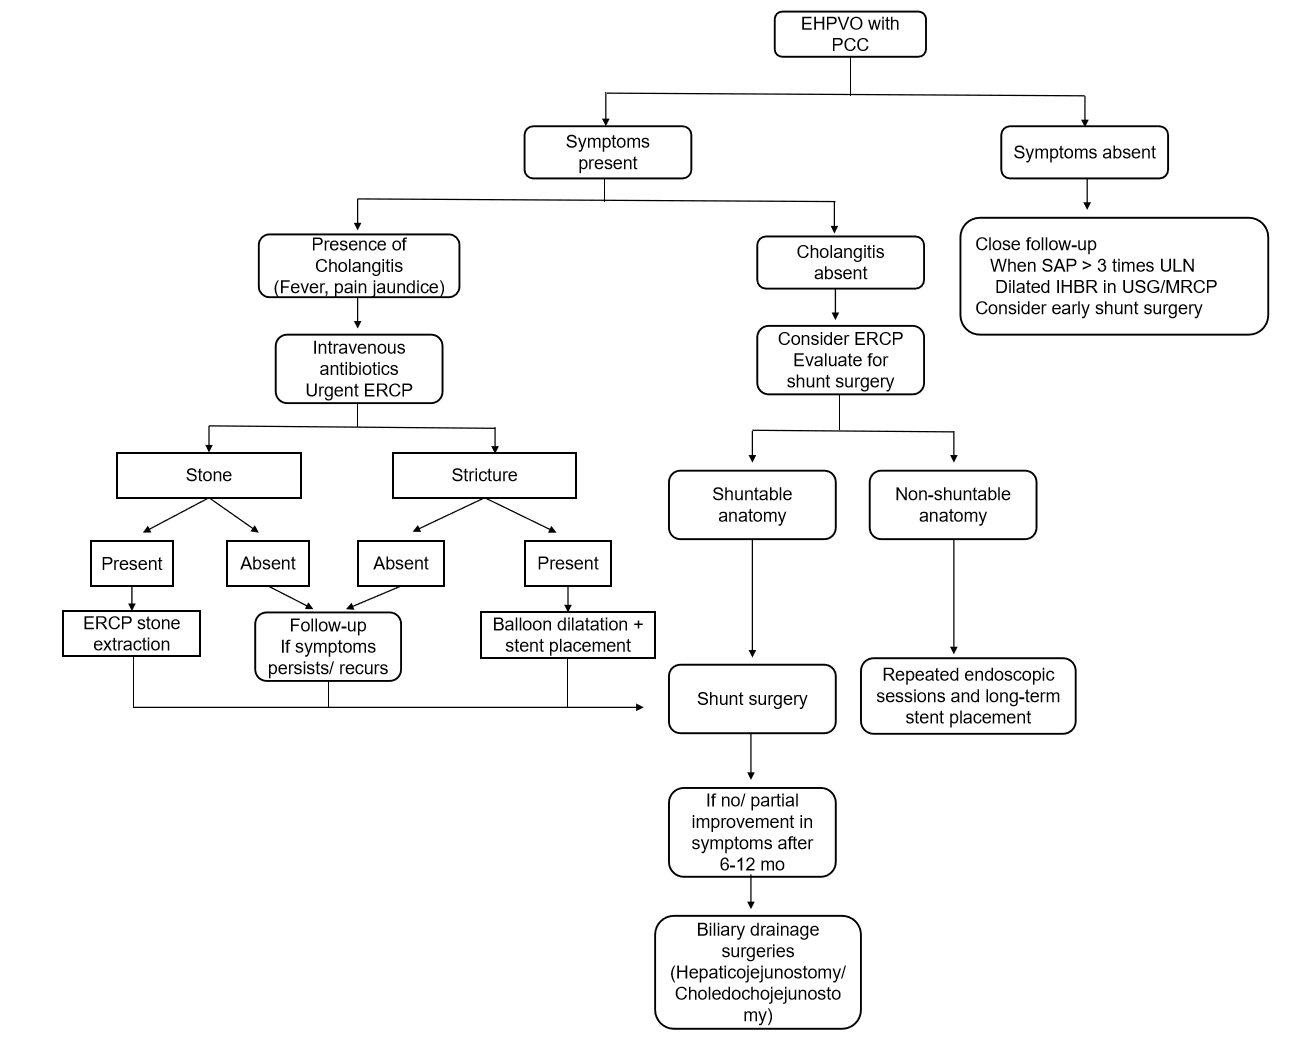 EHPVO with
PCC
Symptoms
present
Symptoms absent
Presence of
Cholangitis
(Fever, pain jaundice)
Cholangitis
absent
Close follow-up
When SAP > 3 times ULN
Dilated IHBR in USG/MRCP
Consider early shunt surgery
Intravenous
antibiotics
Urgent ERCP
Consider ERCP
Evaluate for
shunt surgery
Stone
Stricture
Shuntable
anatomy
Non-shuntable
anatomy
Present
Absent
Absent
Present
ERCP stone
extraction
Follow-up
If symptoms
persists/ recurs
Balloon dilatation +
stent placement
Shunt surgery
Repeated endoscopic
sessions and long-term
stent placement
If no/ partial
improvement in
symptoms after
6-12 mo
Biliary drainage
surgeries
(Hepaticojejunostomy/
Choledochojejunosto
my)